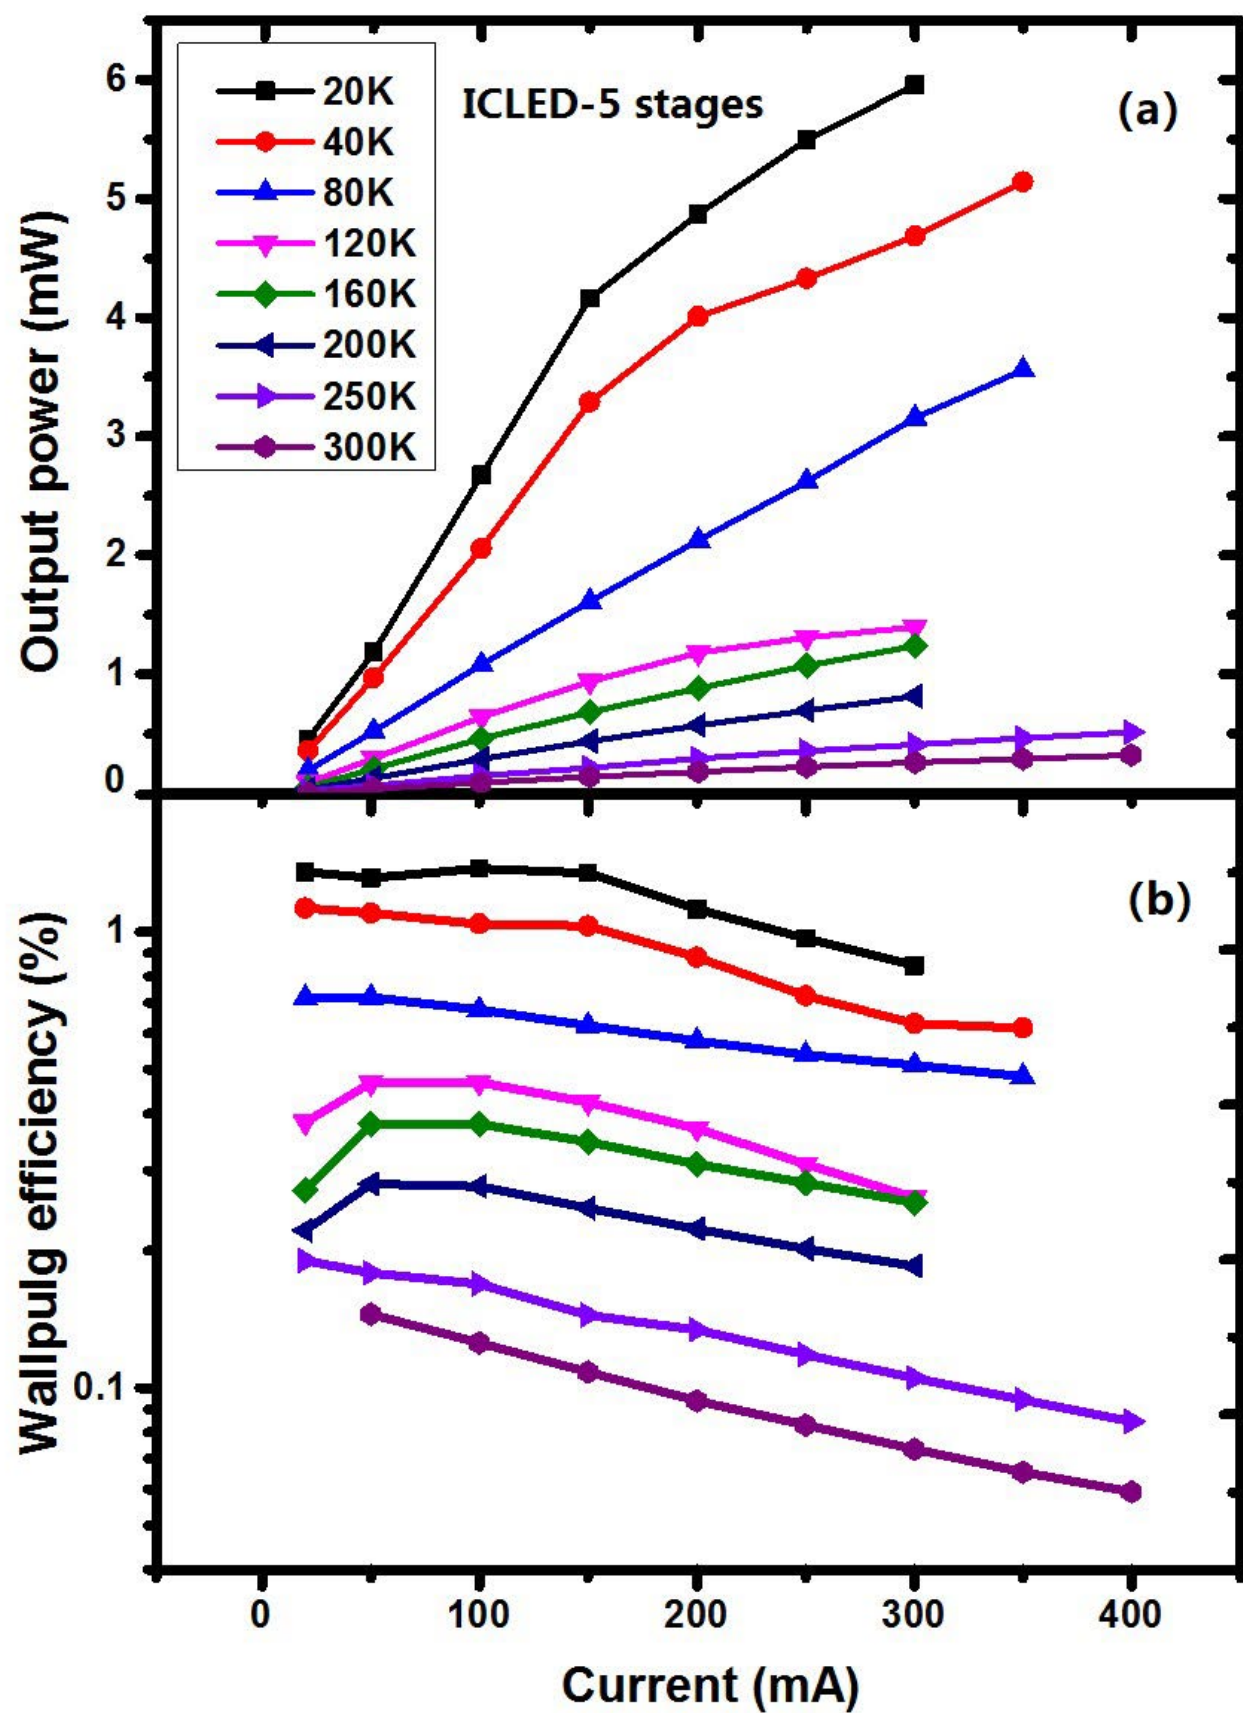 20K
40K
80K
120K
160K
200K
250K
300K
ICLED-5 stages
(a)
6
5
4
3
2
1
0
Output power (mW)
(b)
1
0.1
Wallpulg efficiency (%)
0 100 200 300 400
Current (mA)